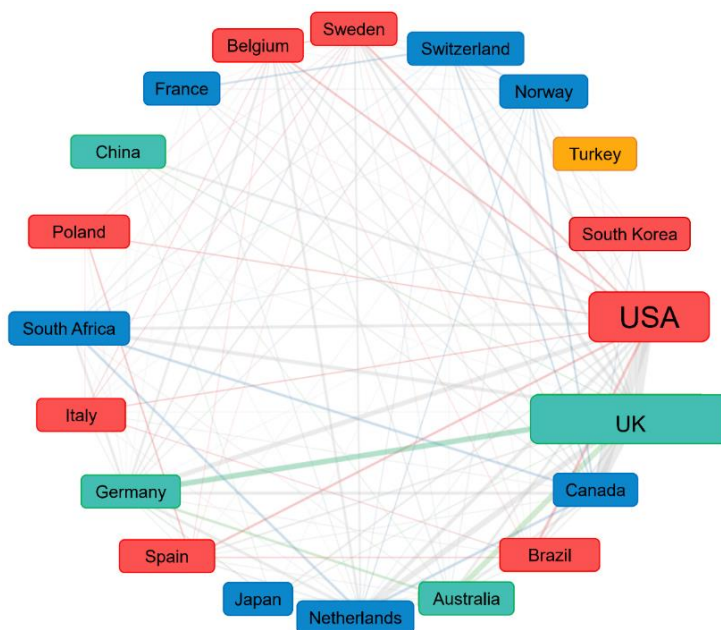 Sweden
Belgium
Switzerland
France
Norway
China
Turkey
Poland
South Korea
USA
South Africa
Italy
UK
Germany
Canada
Spain
Brazil
Japan
Australia
Netherlands